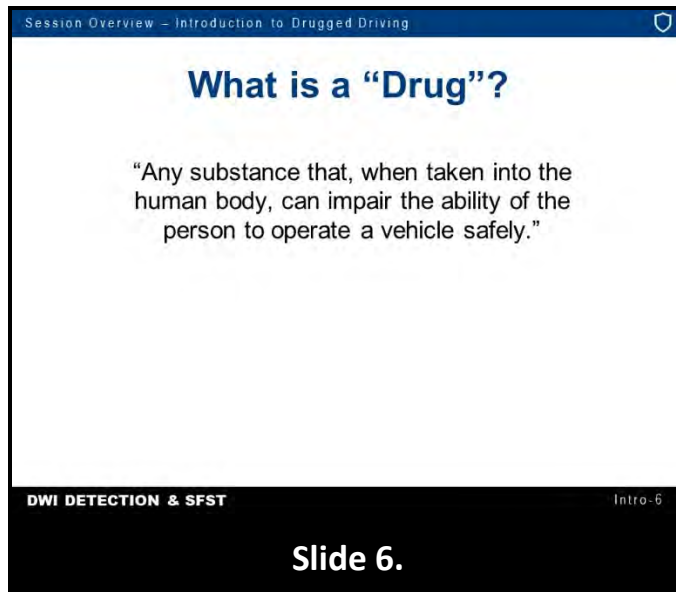 Session Overview – Introduction to Drugged Driving
What is a “Drug”?
“Any substance that, when taken into the
human body, can impair the ability of the
person to operate a vehicle safely.”
DWI DETECTION & SFST
Intro-6
Slide 6.